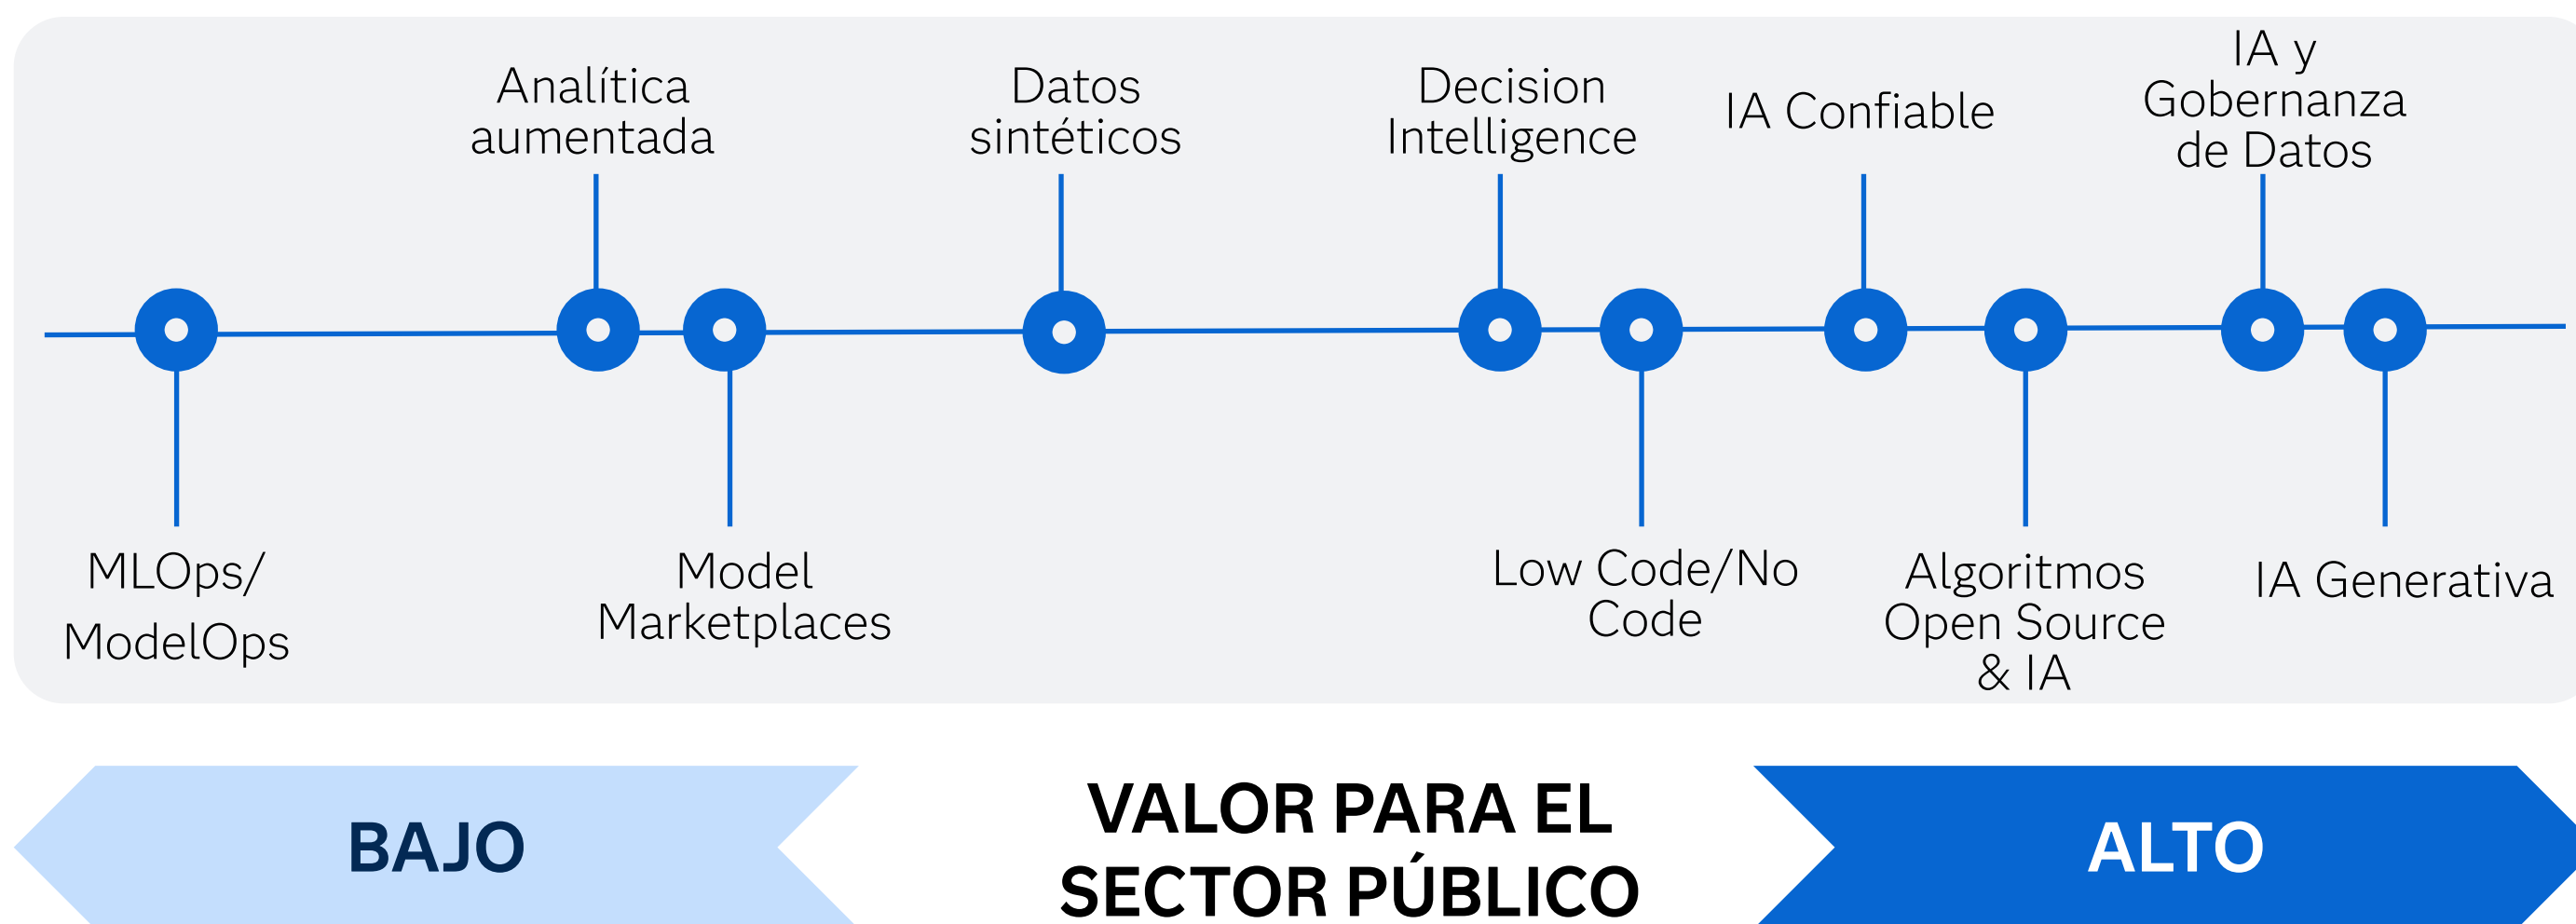 Analítica
aumentada
Datos
sintéticos
Decision
Intelligence
IA Confiable
IA y
Gobernanza
de Datos
MLOps/
ModelOps
Model
Marketplaces
Low Code/No
Code
Algoritmos
Open Source
& IA
IA Generativa
BAJO
VALOR PARA EL
SECTOR PÚBLICO
ALTO